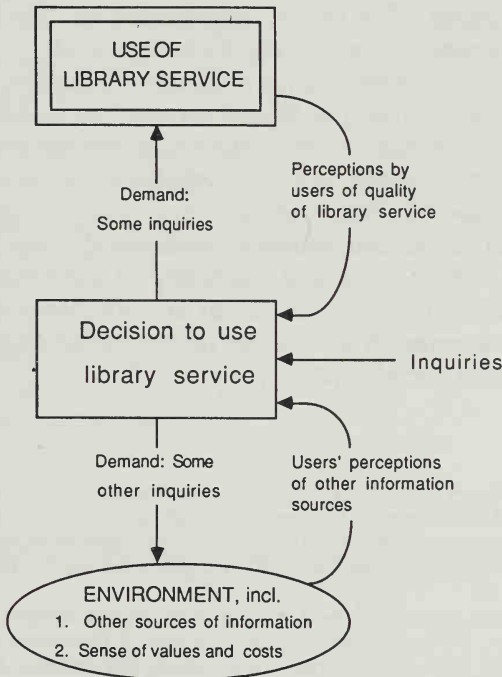 USE OF
LIBRARY SERVICE
Perceptions by
users of quality
of library service
Demand:
Some inquiries
Decision to use
library service
Inquiries
Demand: Some
other inquiries
Users' perceptions
of other information
sources
ENVIRONMENT, incl.
1. Other sources of information
2. Sense of values and costs